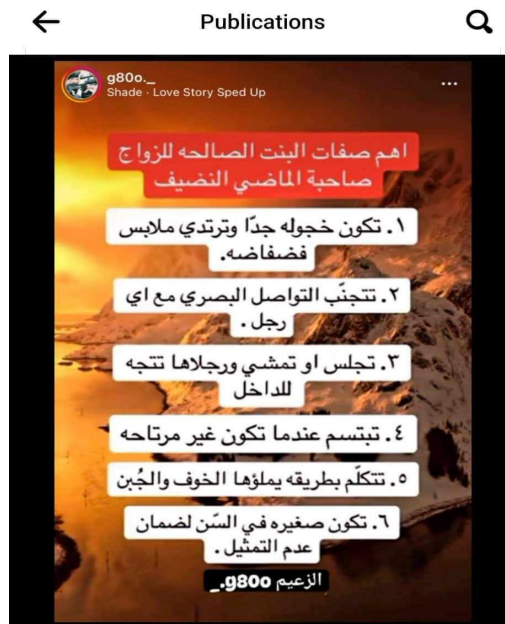 Publications
g80o._
Shade · Love Story Sped Up
اهم صفات البنت الصالحه للزواج
صاحبة الماضي النضيف
١. تكون خجوله جدّا وترتدي ملابس
فضفاضه.
٢. تتجنّب التواصل البصري مع اي
رجل .
٣. تجلس او تمشي ورجلاها تتجه
للداخل
٤. تبتسم عندما تكون غير مرتاحه
٥. تتكلّم بطريقه يملؤها الخوف والجُبن
٦. تكون صغيره في السّن لضمان
عدم التمثيل .
الزعيم g80o._